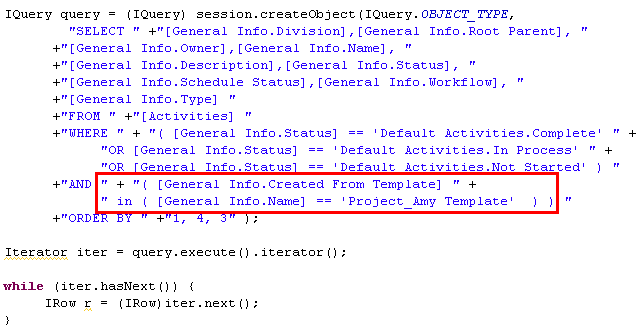 IQuery query = (IQuery) session.createObject(IQuery.OBJECT_TYPE,
"SELECT " +"[General Info.Division],[General Info.Root Parent], "
+"[General Info.Owner],[General Info.Name], "
+"[General Info.Description],[General Info.Status], "
+"[General Info.Schedule Status],[General Info.Workflow], "
+"[General Info.Type] "
+"FROM " +"[Activities] "
+"WHERE " + "( [General Info.Status] == 'Default Activities.Complete' " +
"OR [General Info.Status] == 'Default Activities.In Process' " +
"OR [General Info.Status] == 'Default Activities.Not Started' ) "
+"AND " + "( [General Info.Created From Template] " +
" in ( [General Info.Name] == 'Project_Amy Template'  ) ) "
+"ORDER BY " +"1, 4, 3" );
Iterator iter = query.execute().iterator();
while (iter.hasNext()) {
IRow r = (IRow)iter.next();
}